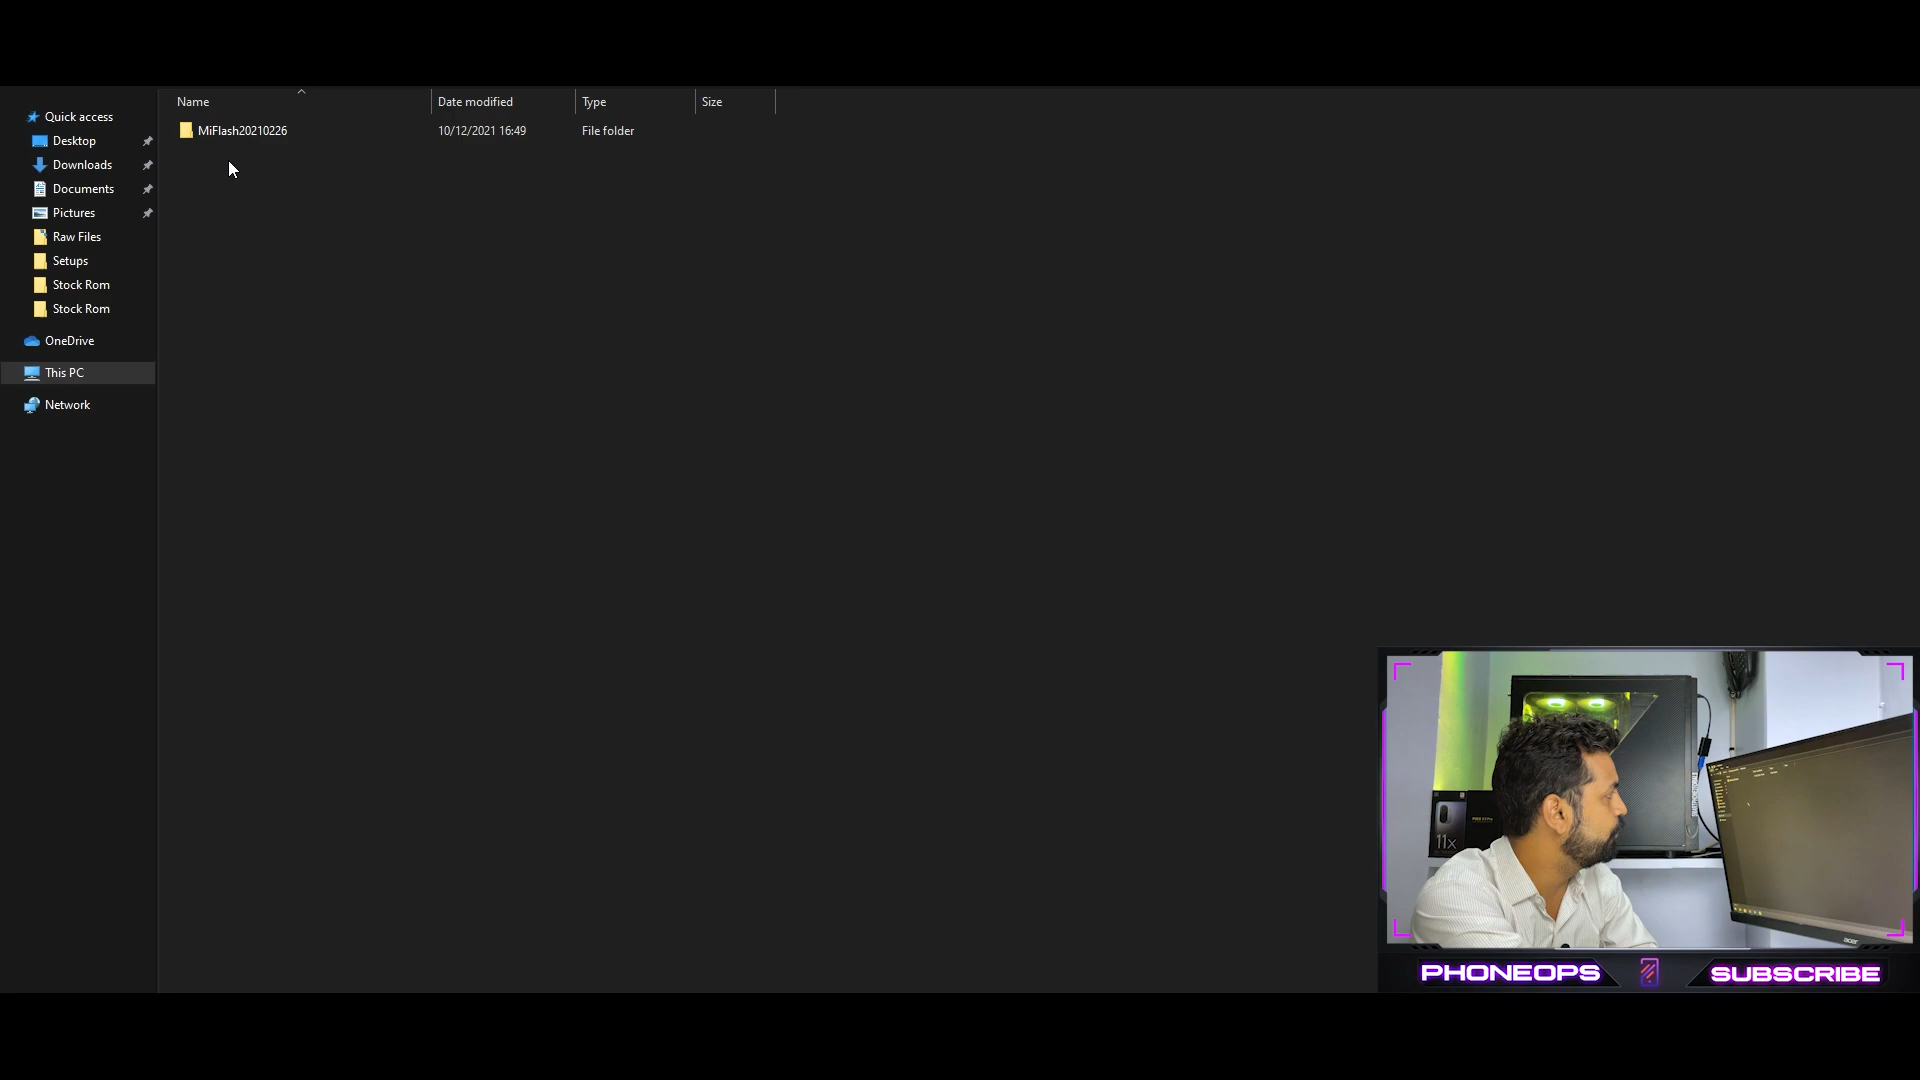 Name Date modified Type Size
MiFlash20210226 10/12/2021 16:49 File folder
Quick access
Desktop
Downloads
Documents
Pictures
Raw Files
Setups
Stock Rom
Stock Rom
OneDrive
This PC
Network
11x
acer
PHONEOPS SUBSCRIBE